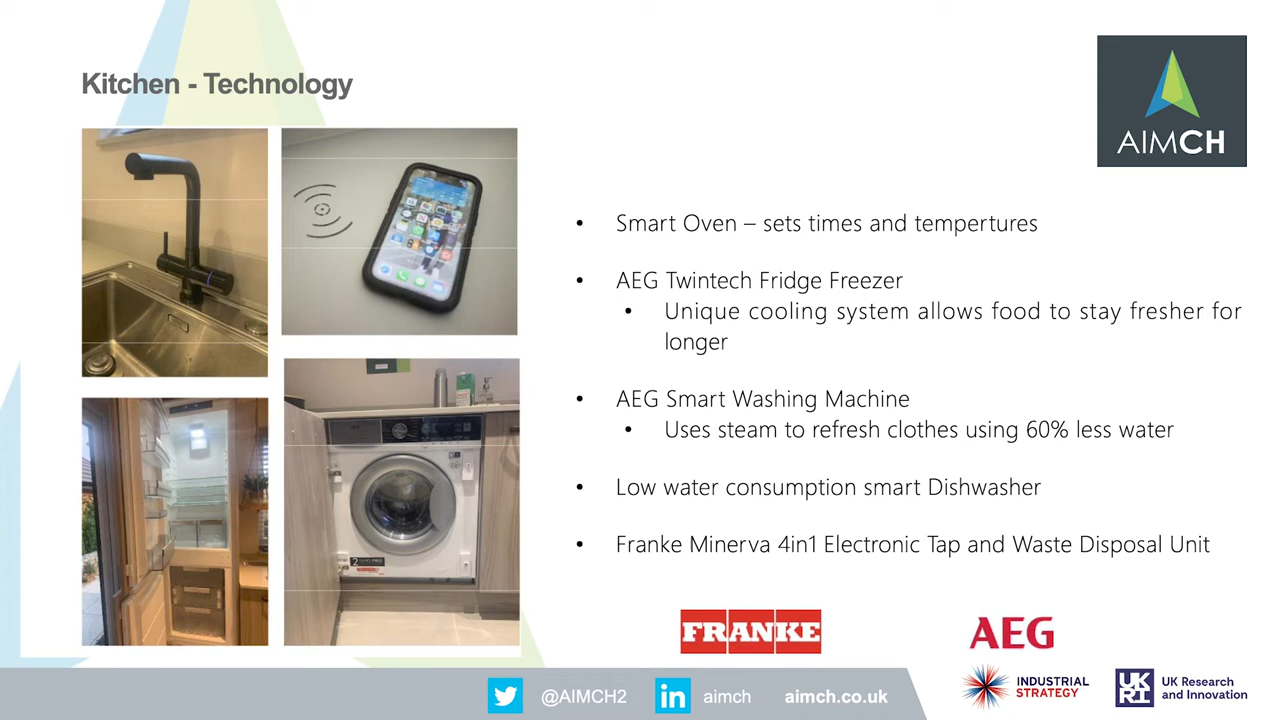 Kitchen - Technology
AIMCH
• Smart Oven – sets times and tempertures
• AEG Twintech Fridge Freezer
• Unique cooling system allows food to stay fresher for
longer
• AEG Smart Washing Machine
• Uses steam to refresh clothes using 60% less water
• Low water consumption smart Dishwasher
• Franke Minerva 4in1 Electronic Tap and Waste Disposal Unit
FRANKE
AEG
@AIMCH2
in
aimch
aimch.co.uk
INDUSTRIAL
STRATEGY
UK
RI
UK Research
and Innovation